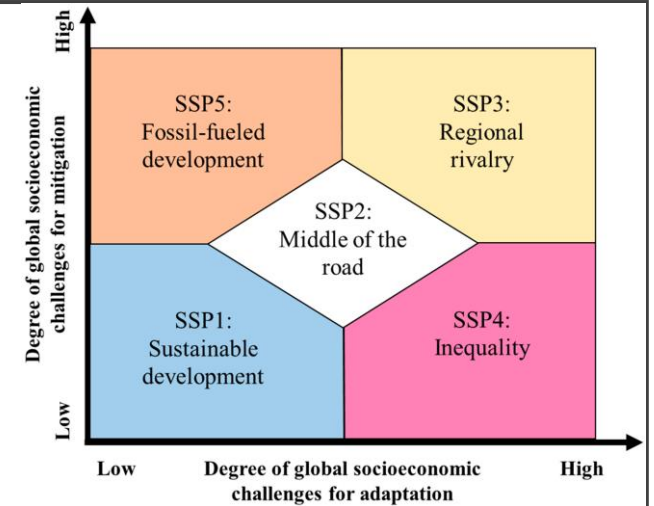 High
Degree of global socioeconomic
challenges for mitigation
Low
SSP5:
Fossil-fueled
development
SSP3:
Regional
rivalry
SSP2:
Middle of the
road
SSP1:
Sustainable
development
SSP4:
Inequality
Low
Degree of global socioeconomic
challenges for adaptation
High